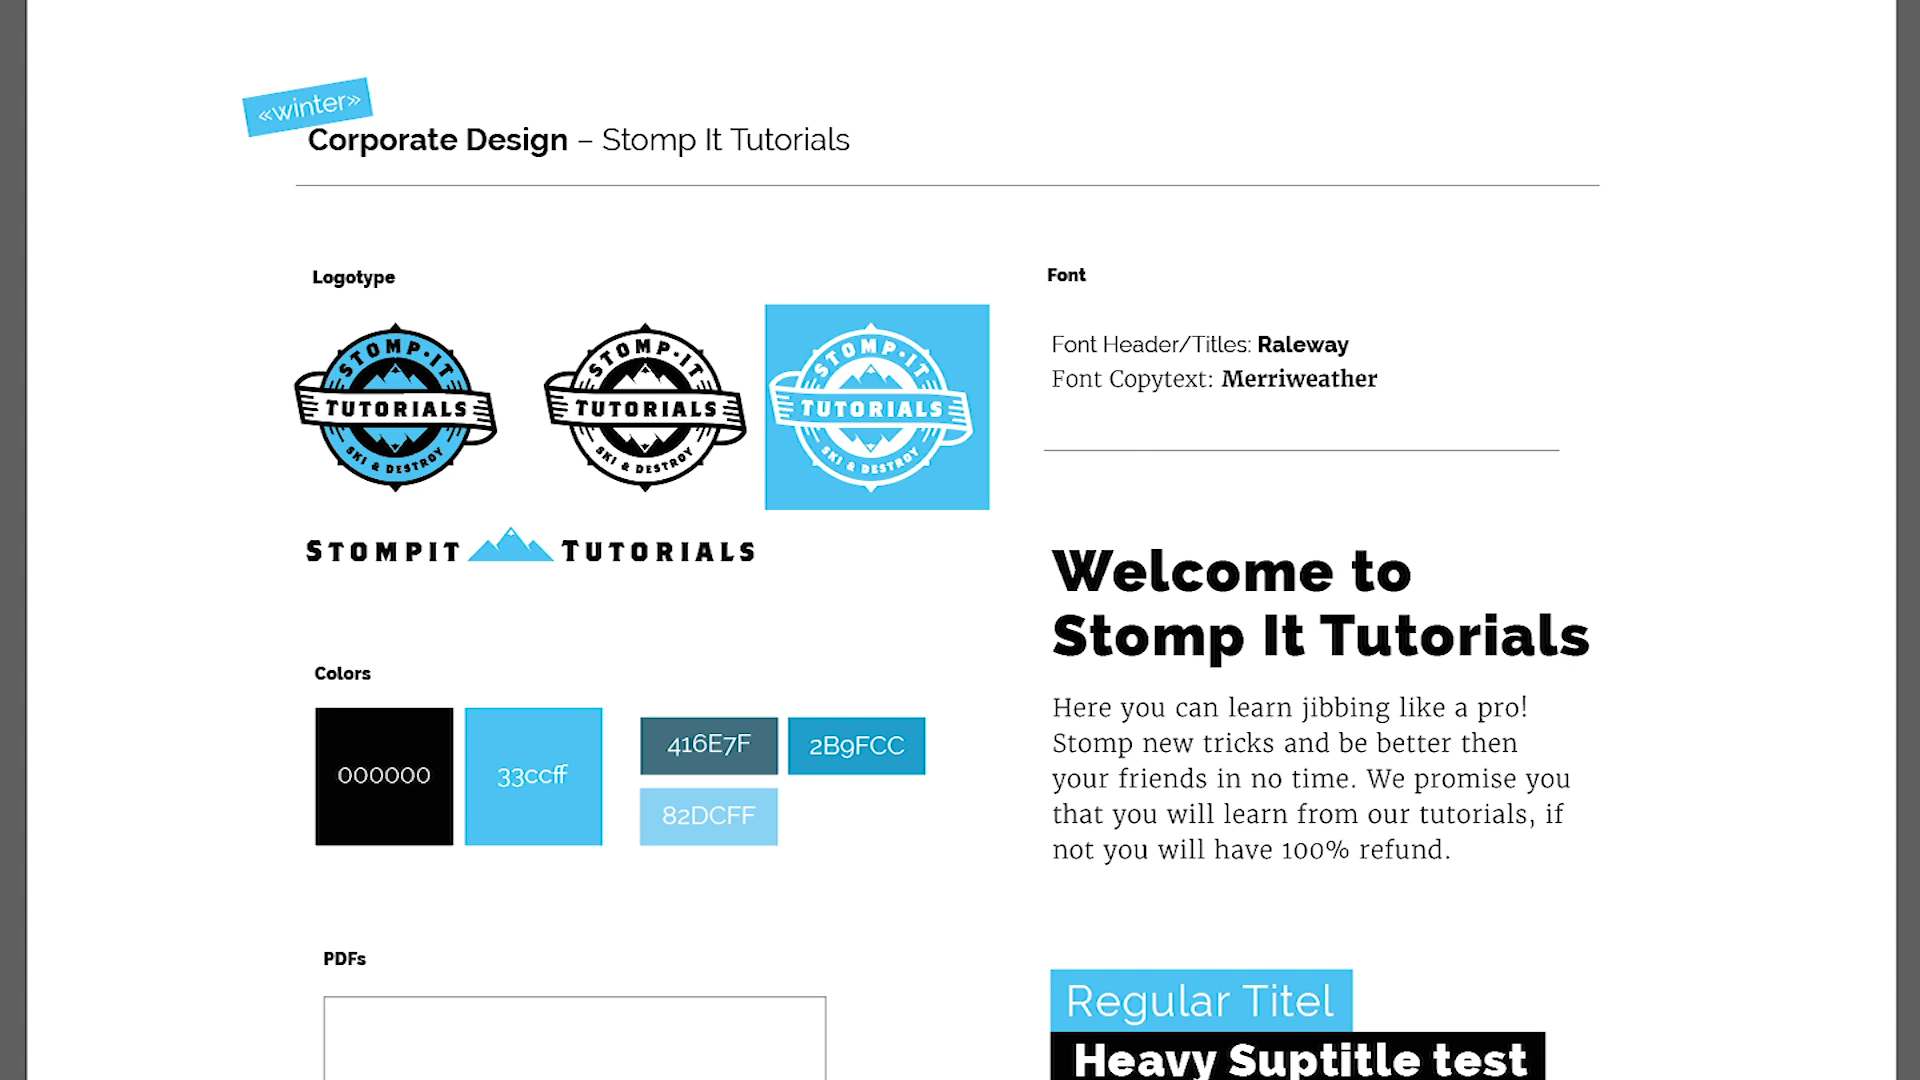 «winter»
Corporate Design – Stomp It Tutorials
Logotype
STOMP·IT
TUTORIALS
SKI & DESTROY
STOMP·IT
TUTORIALS
SKI & DESTROY
STOMP·IT
TUTORIALS
SKI & DESTROY
STOMPIT TUTORIALS
Colors
000000
33ccff
416E7F
2B9FCC
82DCFF
PDFs
Font
Font Header/Titles: Raleway
Font Copytext: Merriweather
Welcome to
Stomp It Tutorials
Here you can learn jibbing like a pro!
Stomp new tricks and be better then
your friends in no time. We promise you
that you will learn from our tutorials, if
not you will have 100% refund.
Regular Titel
Heavy Suptitle test